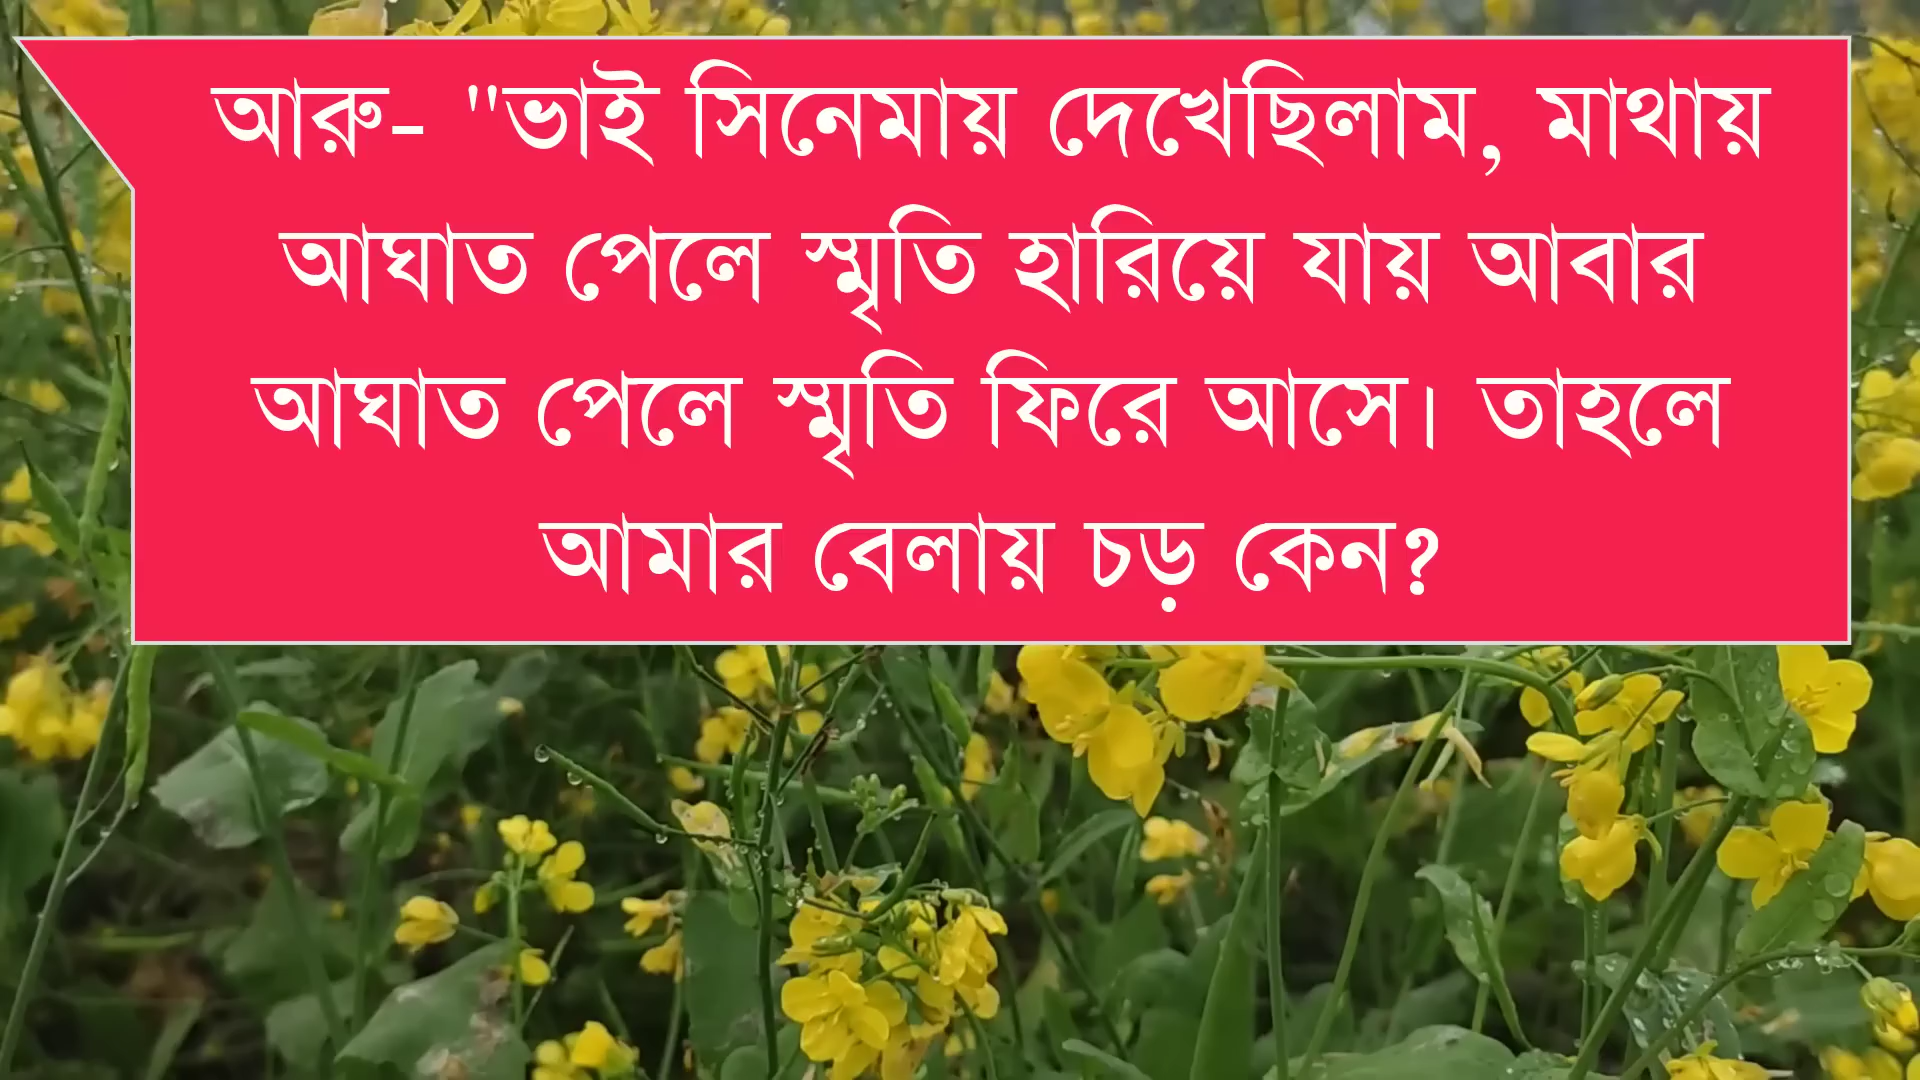 আরু- "ভাই সিনেমায় দেখেছিলাম, মাথায়
আঘাত পেলে স্মৃতি হারিয়ে যায় আবার
আঘাত পেলে স্মৃতি ফিরে আসে। তাহলে
আমার বেলায় চড় কেন?